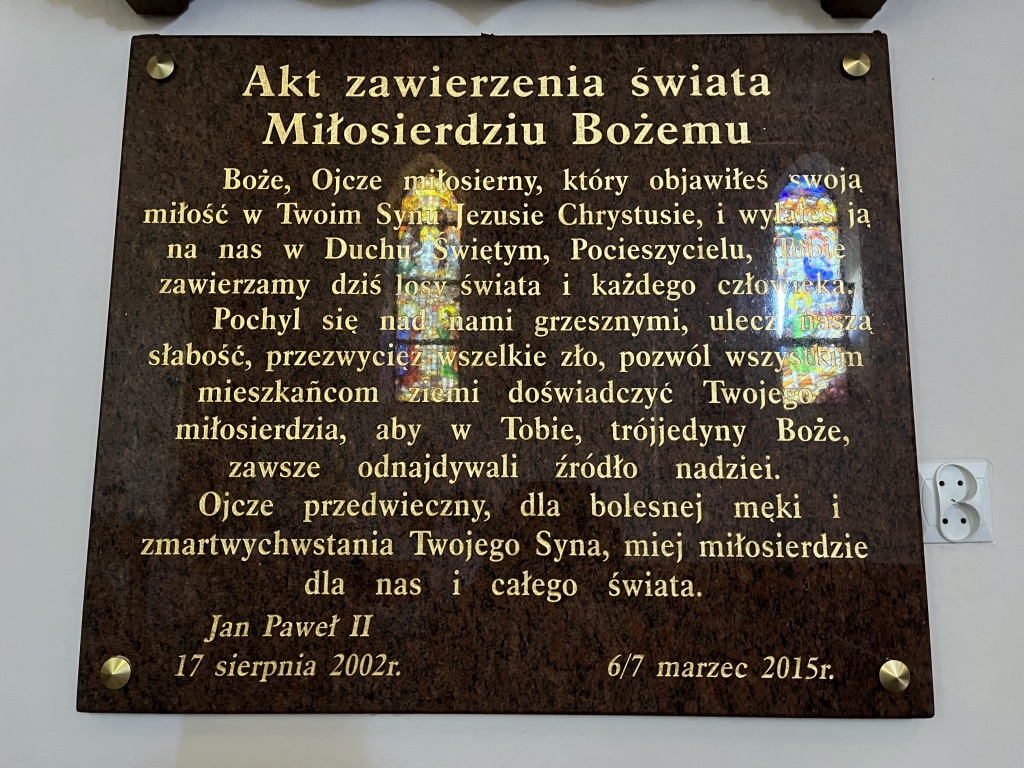 Akt zawierzenia świata
Miłosierdziu Bożemu
Boże, Ojcze miłosierny, który objawiłeś swoją
miłość w Twoim Synu Jezusie Chrystusie, i wylałeś ją
na nas w Duchu Świętym, Pocieszycielu, Tobie
zawierzamy dziś losy świata i każdego człowieka.
Pochyl się nad nami grzesznymi, ulecz naszą
słabość, przezwycież wszelkie zło, pozwól wszystkim
mieszkañcom ziemi doświadczyć Twojego
miłosierdzia, aby w Tobie, trójjedyny Boże,
zawsze odnajdywali źródło nadziei.
Ojcze przedwieczny, dla bolesnej męki i
zmartwychwstania Twojego Syna, miej miłosierdzie
dla nas i całego świata.
Jan Paweł II
17 sierpnia 2002r. 6/7 marzec 2015r.